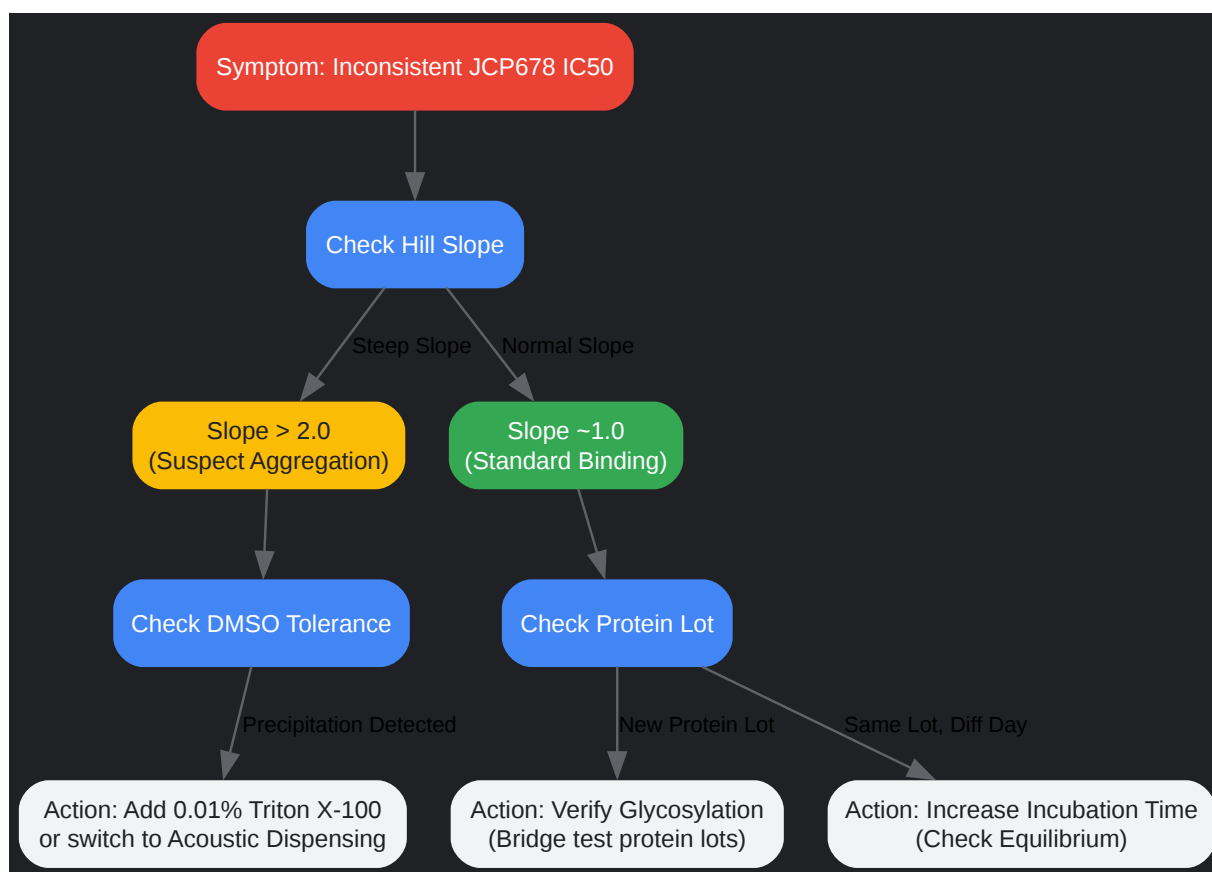 Symptom: Inconsistent JCP678 IC50
Check Hill Slope
Steep Slope
Normal Slope
Slope > 2.0
(Suspect Aggregation)
Slope ~1.0
(Standard Binding)
Check DMSO Tolerance
Check Protein Lot
Precipitation Detected
New Protein Lot
Same Lot, Diff Day
Action: Add 0.01% Triton X-100
or switch to Acoustic Dispensing
Action: Verify Glycosylation
(Bridge test protein lots)
Action: Increase Incubation Time
(Check Equilibrium)